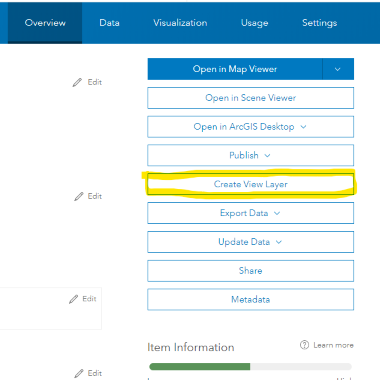 Overview Data Visualization Usage Settings
Open in Map Viewer
Edit
Open in Scene Viewer
Open in ArcGIS Desktop
Publish
Create View Layer
Edit
Export Data
Update Data
Share
Edit
Metadata
Item Information
Learn more
Edit